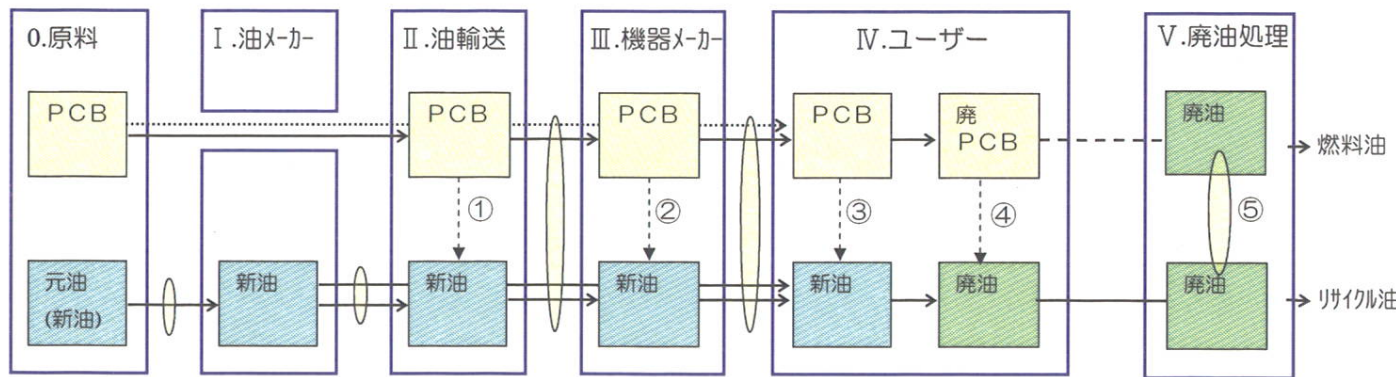 0.原料
Ⅰ.油メーカー
Ⅱ.油輸送
Ⅲ.機器メーカー
Ⅳ.ユーザー
Ⅴ.廃油処理
PCB
PCB
PCB
PCB
廃
PCB
廃油
燃料油
①
②
③
④
⑤
元油
(新油)
新油
新油
新油
新油
廃油
廃油
リサイクル油